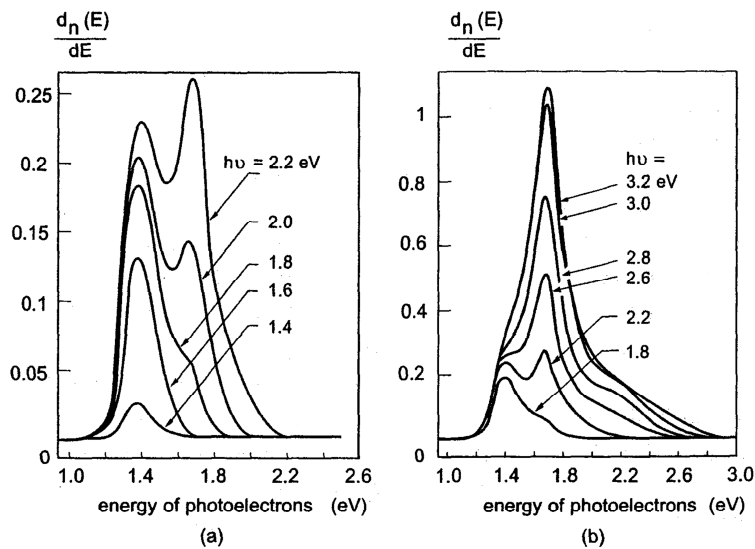 d_n (E)
dE
0.25
0.2
0.15
0.1
0.05
0
1.0 1.4 1.8 2.2 2.6
hυ = 2.2 eV
2.0
1.8
1.6
1.4
energy of photoelectrons (eV)
(a)
d_n (E)
dE
1
0.8
0.6
0.4
0.2
0
1.0 1.4 1.8 2.2 2.6 3.0
hυ =
3.2 eV
3.0
2.8
2.6
2.2
1.8
energy of photoelectrons (eV)
(b)